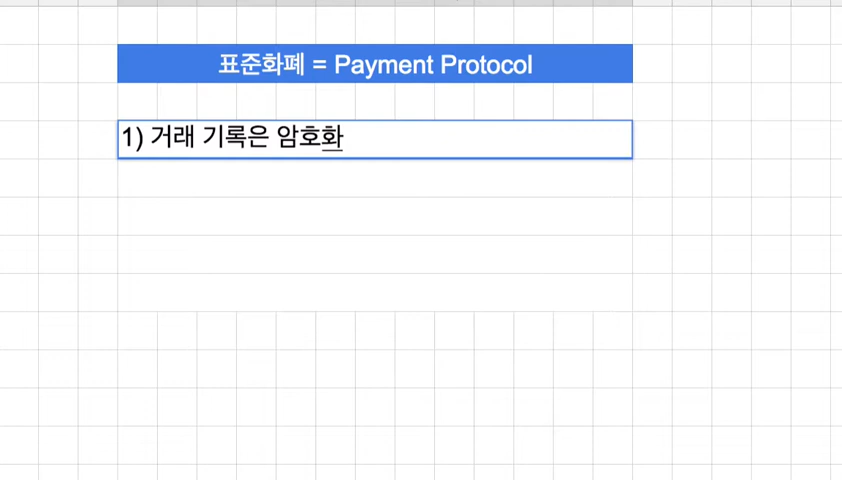 표준화폐 = Payment Protocol
1) 거래 기록은 암호화